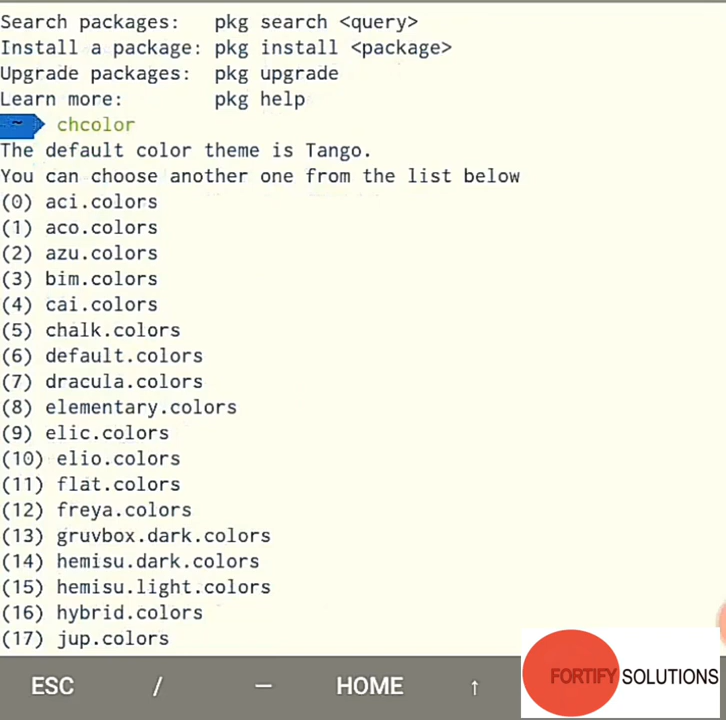 Search packages: pkg search <query>
Install a package: pkg install <package>
Upgrade packages: pkg upgrade
Learn more: pkg help
~ chcolor
The default color theme is Tango.
You can choose another one from the list below
(0) aci.colors
(1) aco.colors
(2) azu.colors
(3) bim.colors
(4) cai.colors
(5) chalk.colors
(6) default.colors
(7) dracula.colors
(8) elementary.colors
(9) elic.colors
(10) elio.colors
(11) flat.colors
(12) freya.colors
(13) gruvbox.dark.colors
(14) hemisu.dark.colors
(15) hemisu.light.colors
(16) hybrid.colors
(17) jup.colors
ESC / — HOME ↑
FORTIFY SOLUTIONS